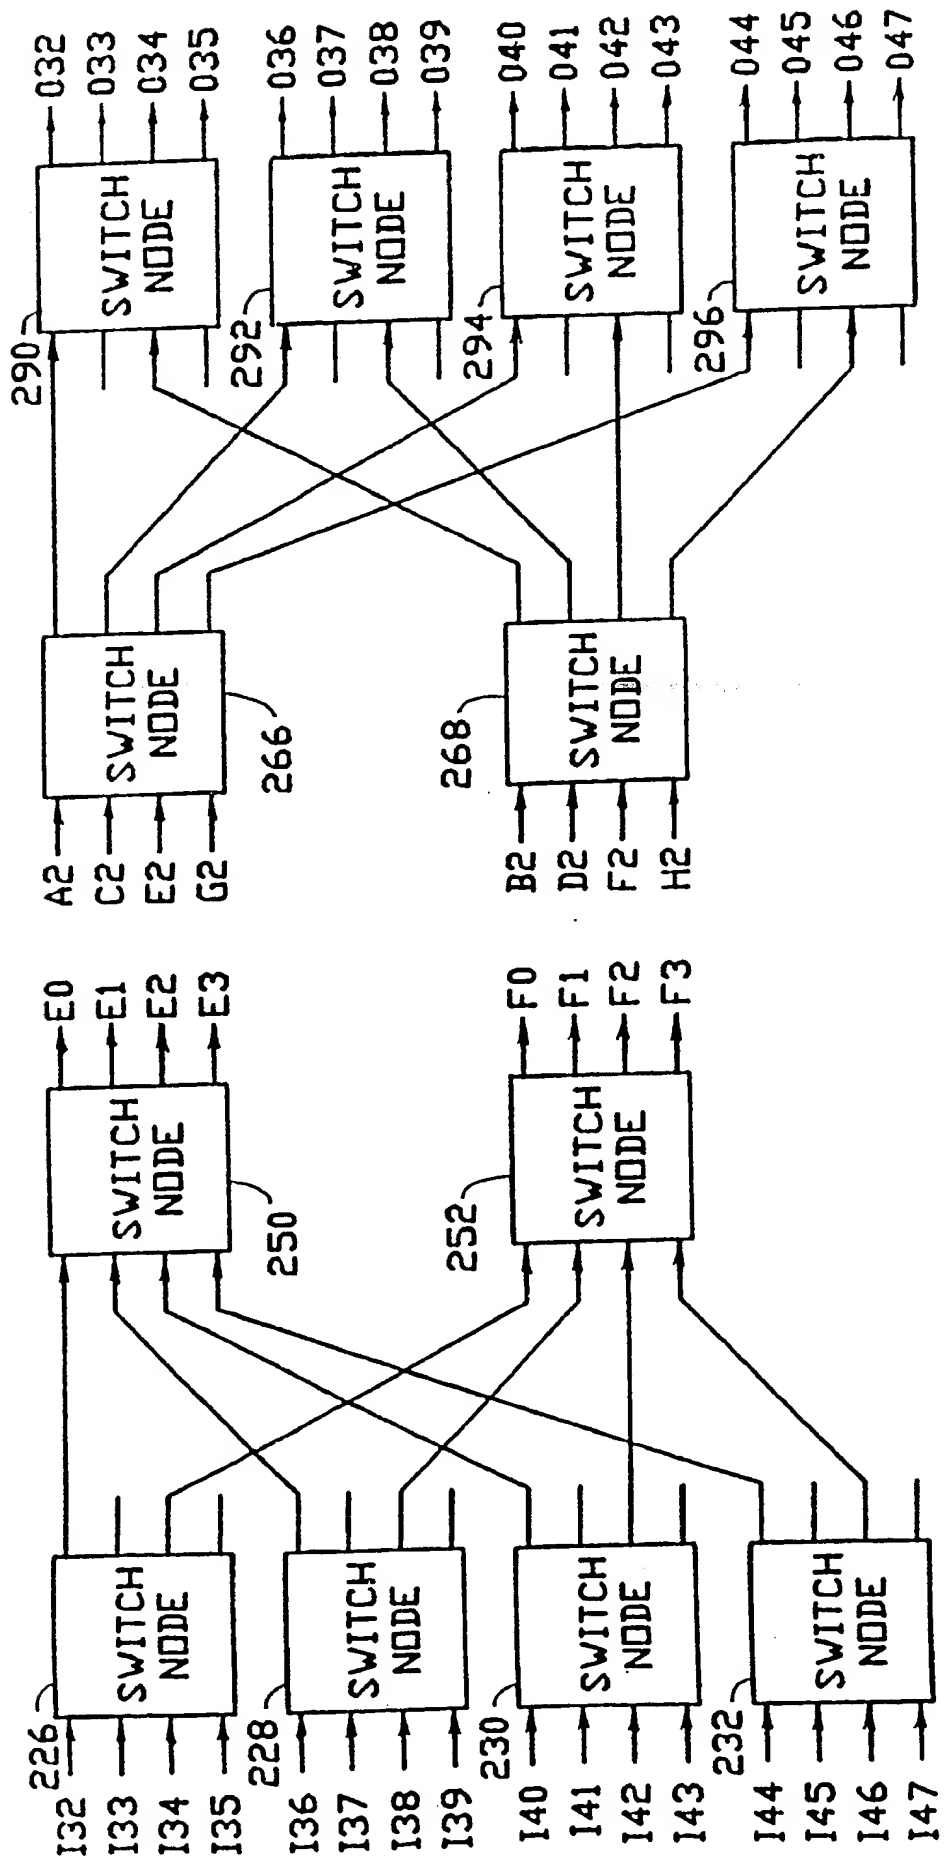 I32
I33
I34
I35
226
SWITCH
NODE
I36
I37
I38
I39
228
SWITCH
NODE
I40
I41
I42
I43
230
SWITCH
NODE
I44
I45
I46
I47
232
SWITCH
NODE
SWITCH
NODE
250
E0
E1
E2
E3
252
SWITCH
NODE
F0
F1
F2
F3
A2
C2
E2
G2
SWITCH
NODE
266
B2
D2
F2
H2
268
SWITCH
NODE
290
SWITCH
NODE
O32
O33
O34
O35
292
SWITCH
NODE
O36
O37
O38
O39
294
SWITCH
NODE
O40
O41
O42
O43
296
SWITCH
NODE
O44
O45
O46
O47